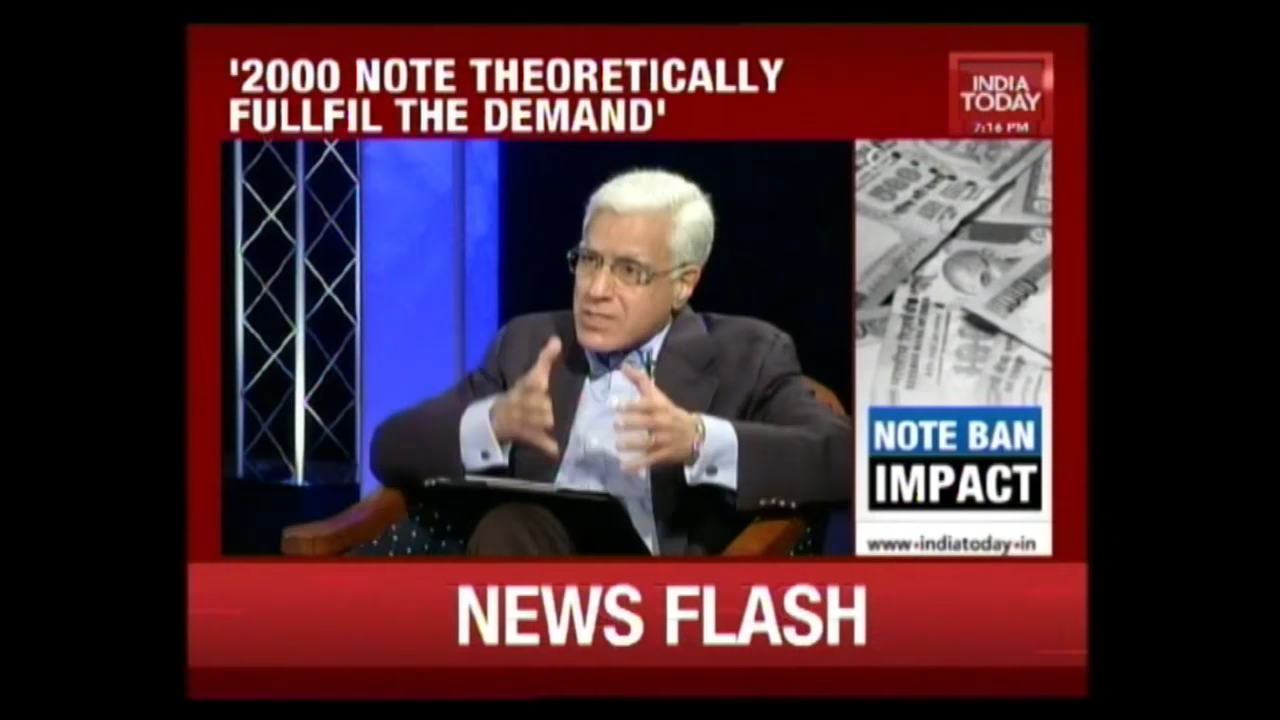 '2000 NOTE THEORETICALLY
FULLFIL THE DEMAND'
INDIA
TODAY
7:16 PM
NOTE BAN
IMPACT
www.indiatoday.in
NEWS FLASH